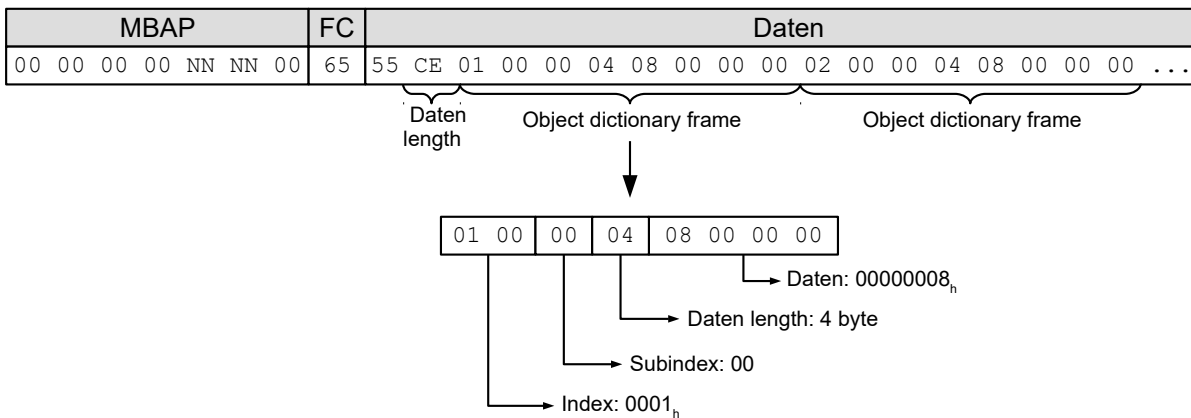 MBAP FC Daten
00 00 00 00 NN NN 00 65 55 CE 01 00 00 04 08 00 00 00 02 00 00 04 08 00 00 00 ...
Daten
length
Object dictionary frame Object dictionary frame
01 00 00 04 08 00 00 00
Daten: 00000008h
Daten length: 4 byte
Subindex: 00
Index: 0001h